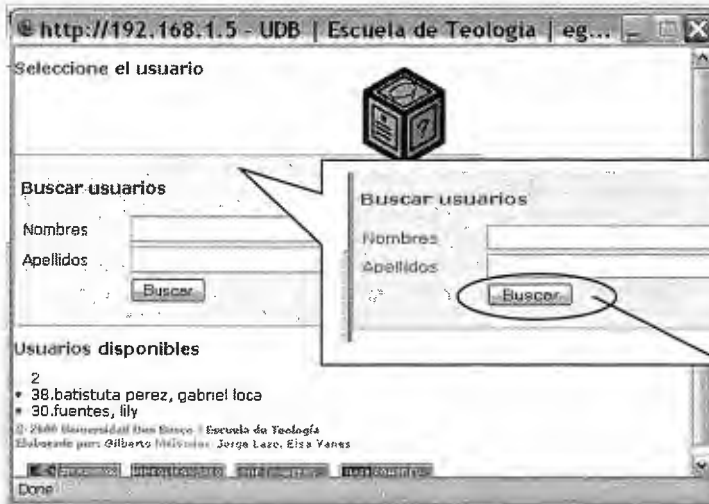 http://192.168.1.5 - UDB | Escuela de Teologia | eg...
Seleccione el usuario
?
Buscar usuarios
Nombres
Apellidos
Buscar
Buscar usuarios
Nombres
Apellidos
Buscar
Usuarios disponibles
2
38.batistuta perez, gabriel loca
30.fuentes, lily
Universidad Don Bosco | Escuela de Teología
Elaborado por: Gilberto Jorge Lazo, Elsa Yanes
Done